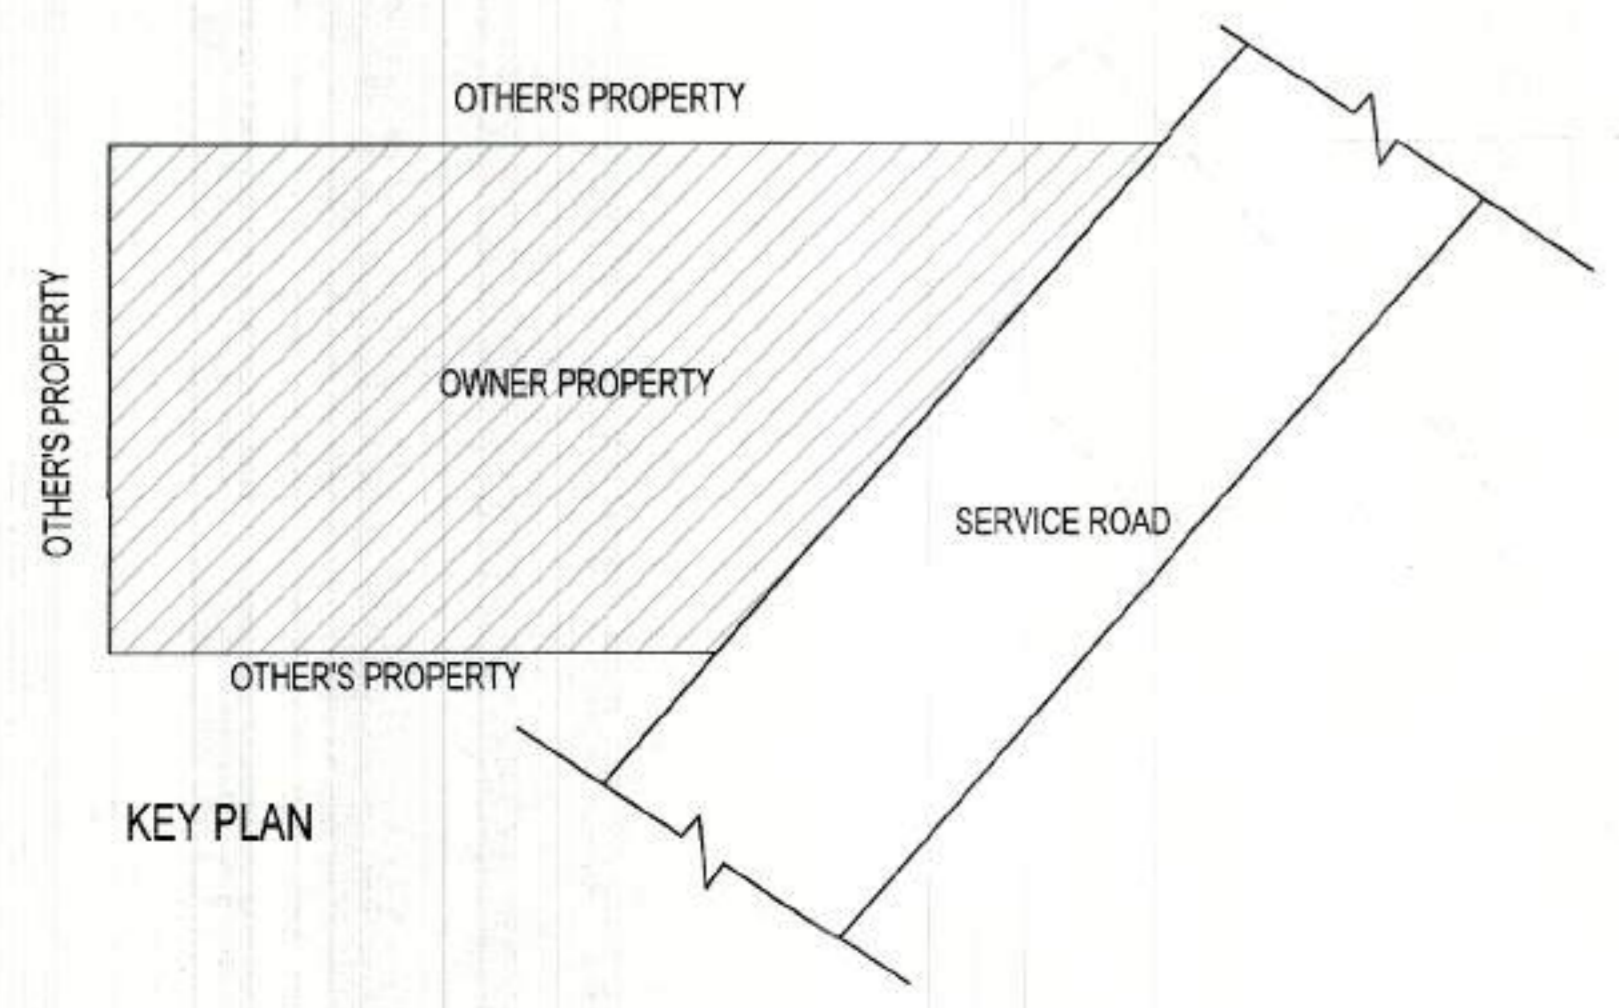 OTHER'S PROPERTY
OTHER'S PROPERTY
OWNER PROPERTY
SERVICE ROAD
OTHER'S PROPERTY
KEY PLAN